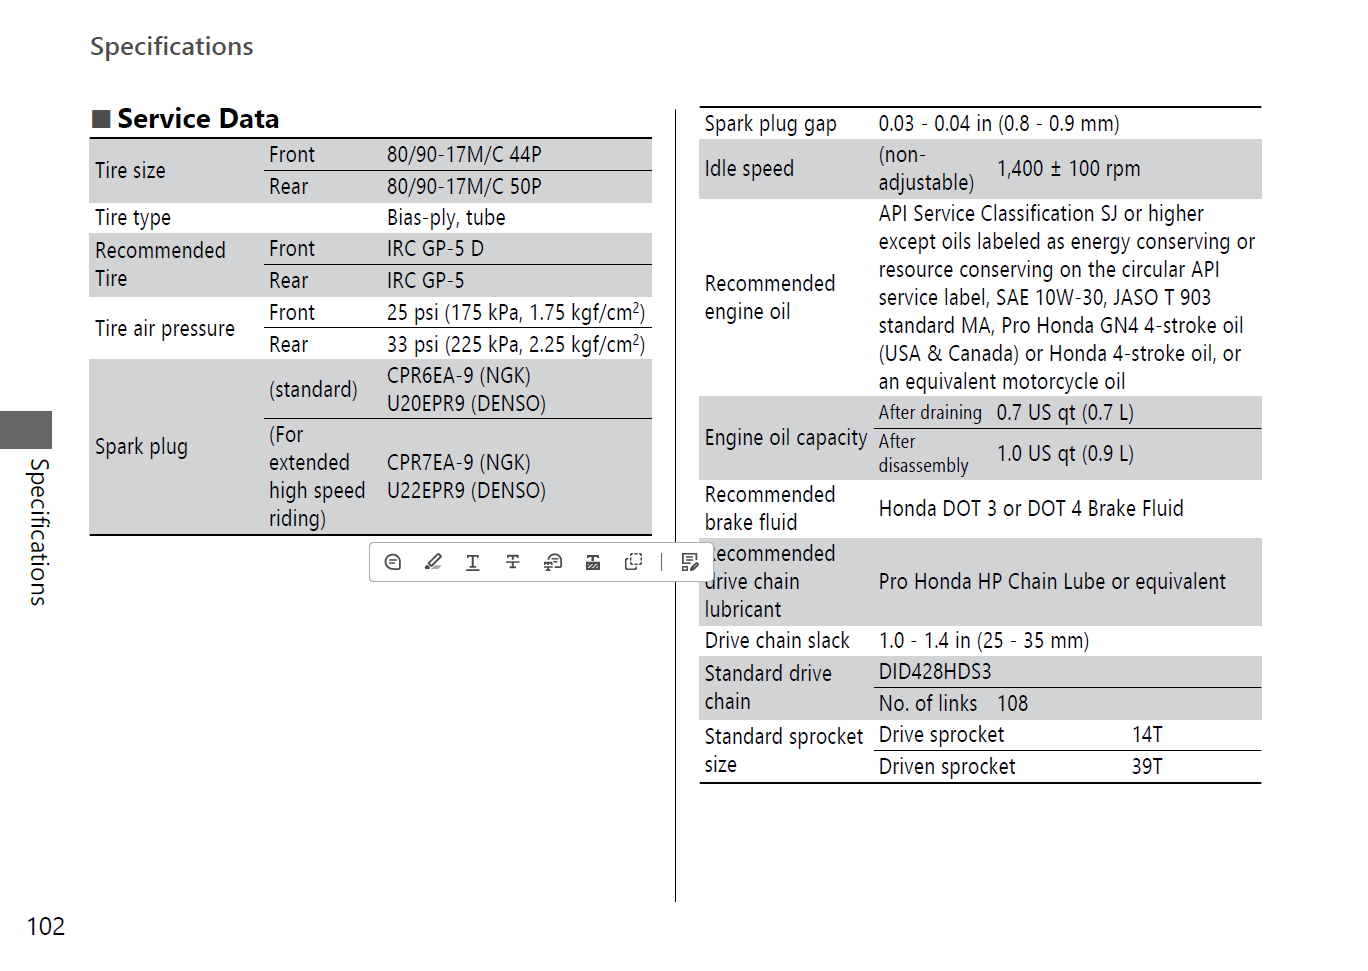 Specifications
■ Service Data
Tire size Front 80/90-17M/C 44P
Rear 80/90-17M/C 50P
Tire type Bias-ply, tube
Recommended
Tire
Front IRC GP-5 D
Rear IRC GP-5
Tire air pressure Front 25 psi (175 kPa, 1.75 kgf/cm²)
Rear 33 psi (225 kPa, 2.25 kgf/cm²)
Spark plug
(standard)
CPR6EA-9 (NGK)
U20EPR9 (DENSO)
(For
extended
high speed
riding)
CPR7EA-9 (NGK)
U22EPR9 (DENSO)
Spark plug gap 0.03 - 0.04 in (0.8 - 0.9 mm)
Idle speed
(non-
adjustable)
1,400 ± 100 rpm
Recommended
engine oil
API Service Classification SJ or higher
except oils labeled as energy conserving or
resource conserving on the circular API
service label, SAE 10W-30, JASO T 903
standard MA, Pro Honda GN4 4-stroke oil
(USA & Canada) or Honda 4-stroke oil, or
an equivalent motorcycle oil
Engine oil capacity
After draining 0.7 US qt (0.7 L)
After
disassembly
1.0 US qt (0.9 L)
Recommended
brake fluid
Honda DOT 3 or DOT 4 Brake Fluid
Recommended
drive chain
lubricant
Pro Honda HP Chain Lube or equivalent
Drive chain slack 1.0 - 1.4 in (25 - 35 mm)
Standard drive
chain
DID428HDS3
No. of links 108
Standard sprocket
size
Drive sprocket 14T
Driven sprocket 39T
Specifications
102